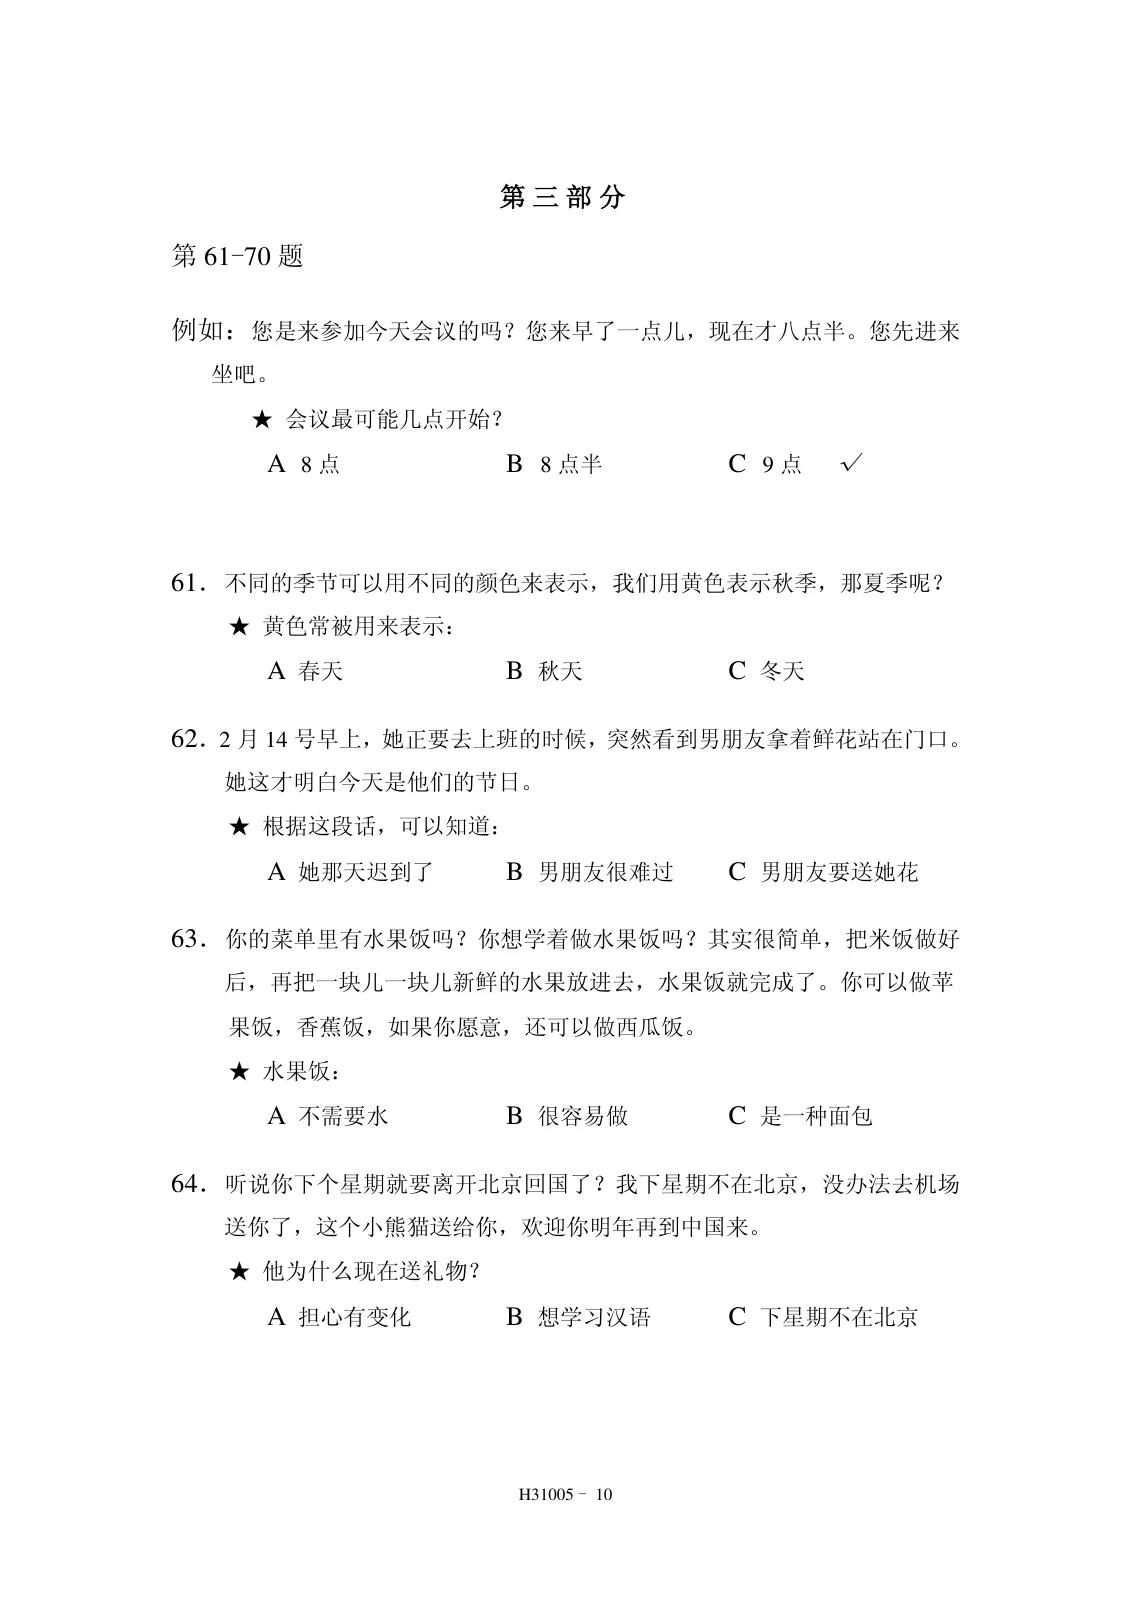 第三部分
第 61-70 题
例如：您是来参加今天会议的吗？您来早了一点儿，现在才八点半。您先进来
坐吧。
★ 会议最可能几点开始？
A 8 点 B 8 点半 C 9 点 √
61．不同的季节可以用不同的颜色来表示，我们用黄色表示秋季，那夏季呢？
★ 黄色常被用来表示：
A 春天 B 秋天 C 冬天
62．2 月 14 号早上，她正要去上班的时候，突然看到男朋友拿着鲜花站在门口。
她这才明白今天是他们的节日。
★ 根据这段话，可以知道：
A 她那天迟到了 B 男朋友很难过 C 男朋友要送她花
63．你的菜单里有水果饭吗？你想学着做水果饭吗？其实很简单，把米饭做好
后，再把一块儿一块儿新鲜的水果放进去，水果饭就完成了。你可以做苹
果饭，香蕉饭，如果你愿意，还可以做西瓜饭。
★ 水果饭：
A 不需要水 B 很容易做 C 是一种面包
64．听说你下个星期就要离开北京回国了？我下星期不在北京，没办法去机场
送你了，这个小熊猫送给你，欢迎你明年再到中国来。
★ 他为什么现在送礼物？
A 担心有变化 B 想学习汉语 C 下星期不在北京
H31005 - 10